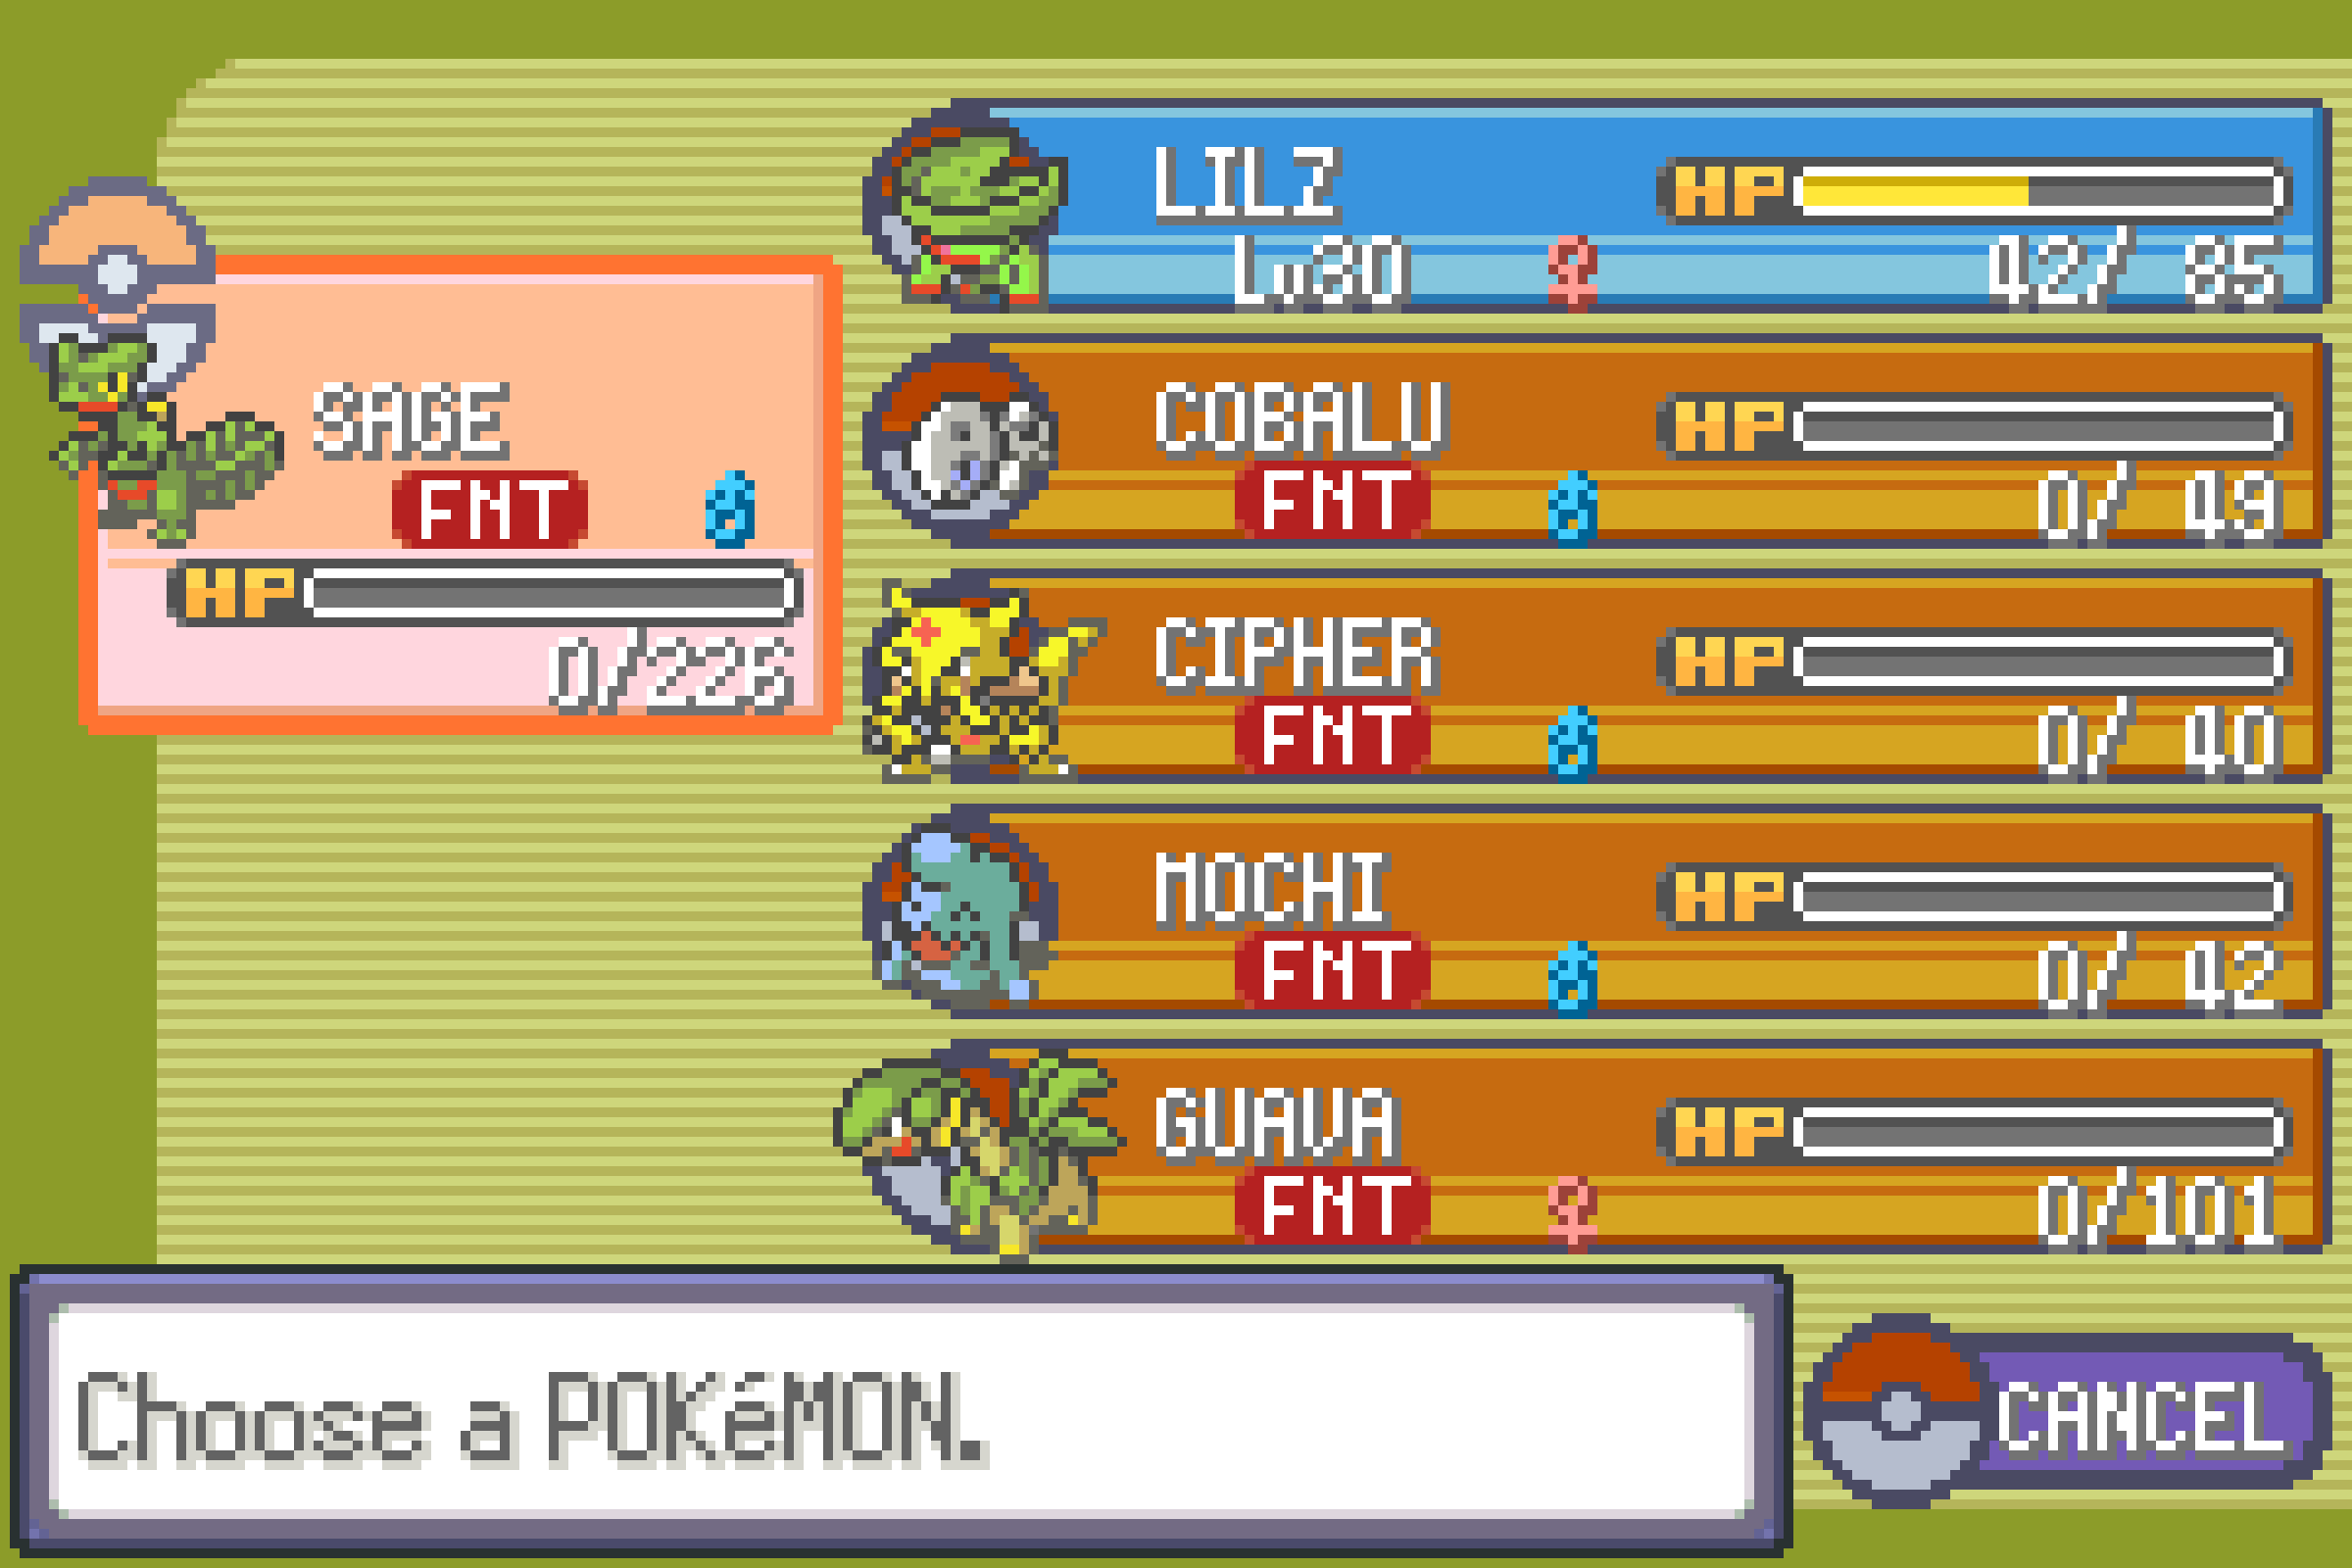 SAGE
FNT ♂
HP
0/226
LILZ HP
Lv30 ♀ 42/ 85
COBALU HP
FNT ♂ 0/ 49
CIPHER HP
FNT ♂ 0/ 40
MOCHI HP
FNT ♂ 0/ 42
GUAVA HP
FNT ♀ 0/101
Choose a POKéMON.
CANCEL